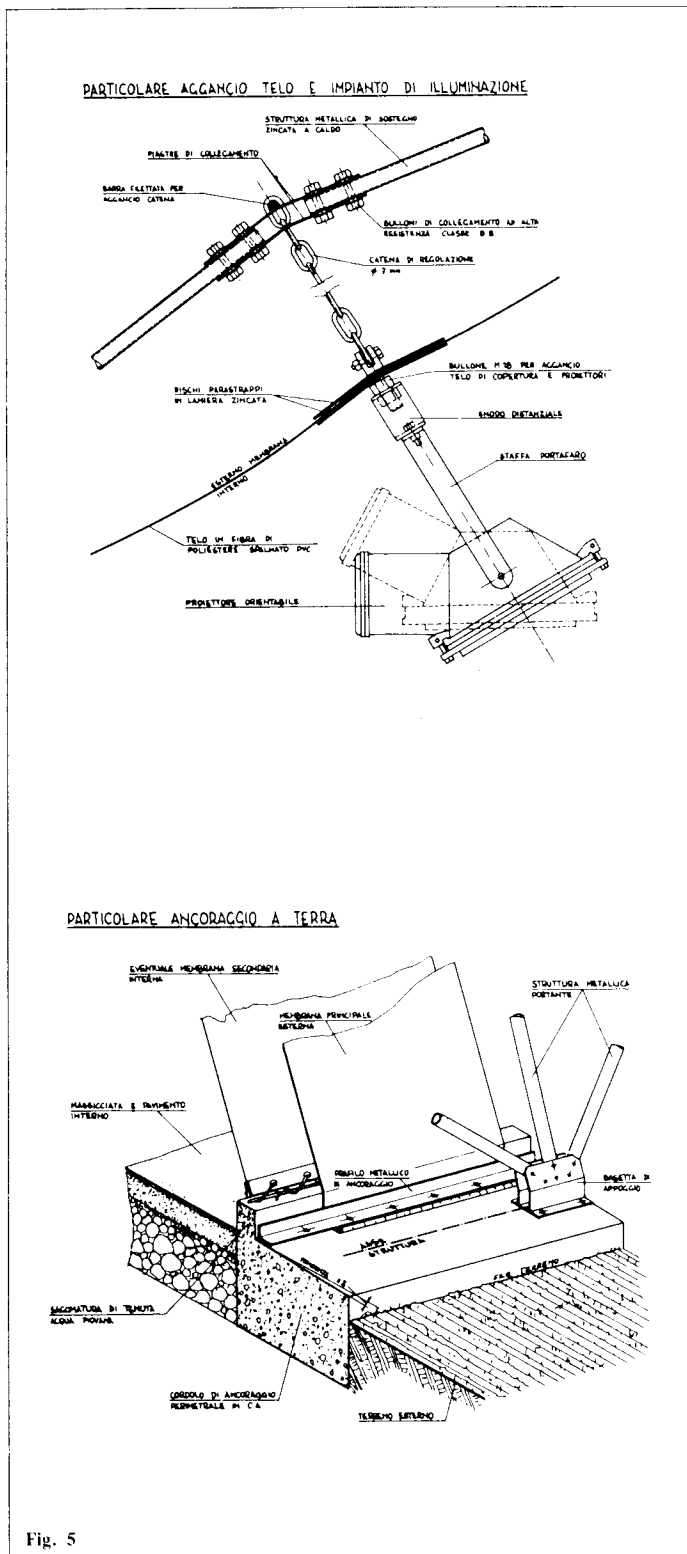 PARTICOLARE AGGANCIO TELO E IMPIANTO DI ILLUMINAZIONE
STRUTTURA METALLICA DI SOSTEGNO
ZINCATA A CALDO
PIASTRE DI COLLEGAMENTO
BARRA FILETTATA PER
AGGANCIO CATENA
BULLONI DI COLLEGAMENTO AD ALTA
RESISTENZA CLASSE 8.8
CATENA DI REGOLAZIONE
ø 7 mm
BULLONE M 18 PER AGGANCIO
TELO DI COPERTURA E PROIETTORI
DISCHI PARASTRAPPI
IN LAMIERA ZINCATA
SNODO DISTANZIALE
STAFFA PORTAFARO
ESTERNO MEMBRANA
INTERNO
TELO IN FIBRA DI
POLIESTERE SPALMATO PVC
PROIETTORE ORIENTABILE
PARTICOLARE ANCORAGGIO A TERRA
EVENTUALE MEMBRANA SECONDARIA
INTERNA
STRUTTURA METALLICA
PORTANTE
MEMBRANA PRINCIPALE
ESTERNA
MASSICCIATA E PAVIMENTO
INTERNO
PROFILO METALLICO
DI ANCORAGGIO
BASETTA DI
APPOGGIO
ASSE
STRUTTURA
FILO TERRENO
SAGOMATURA DI TENUTA
ACQUA PIOVANA
CORDOLO DI ANCORAGGIO
PERIMETRALE IN C.A
TERRENO ESTERNO
Fig. 5